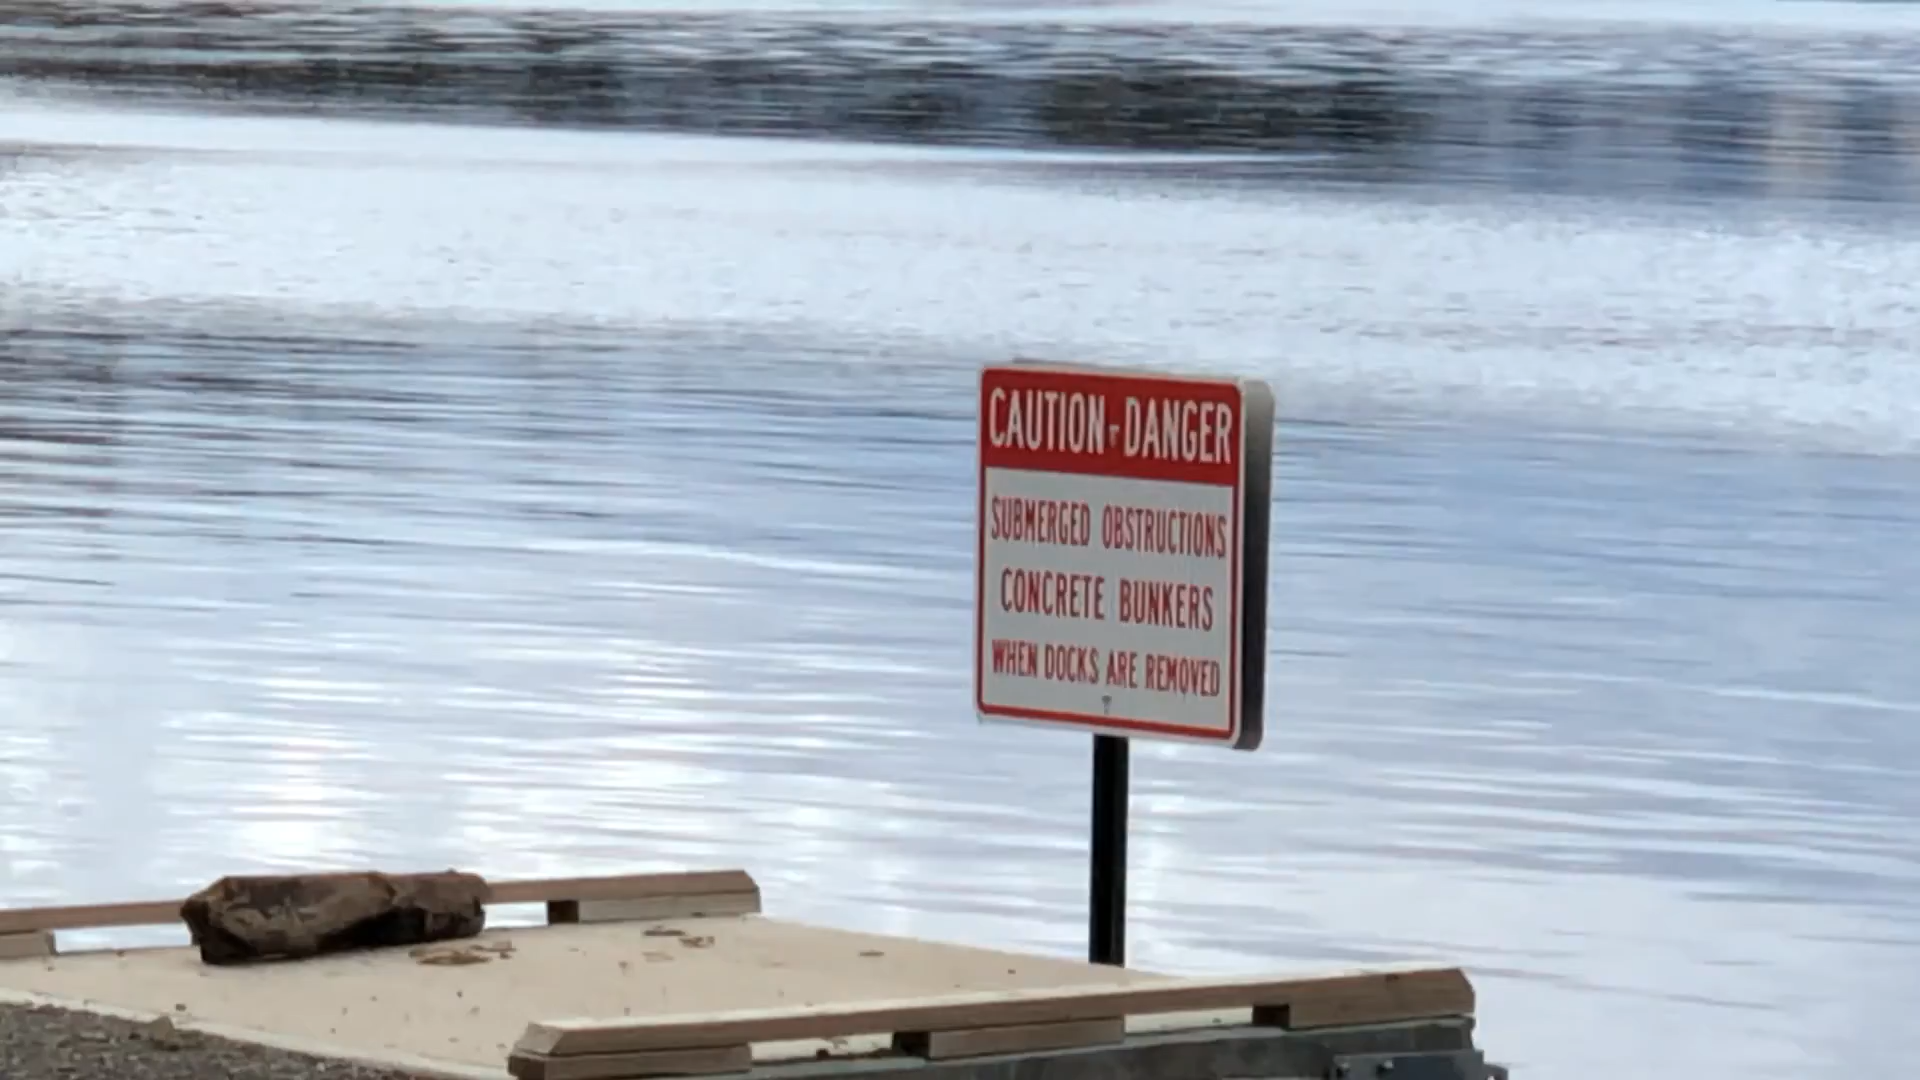 CAUTION-DANGER
SUBMERGED OBSTRUCTIONS
CONCRETE BUNKERS
WHEN DOCKS ARE REMOVED